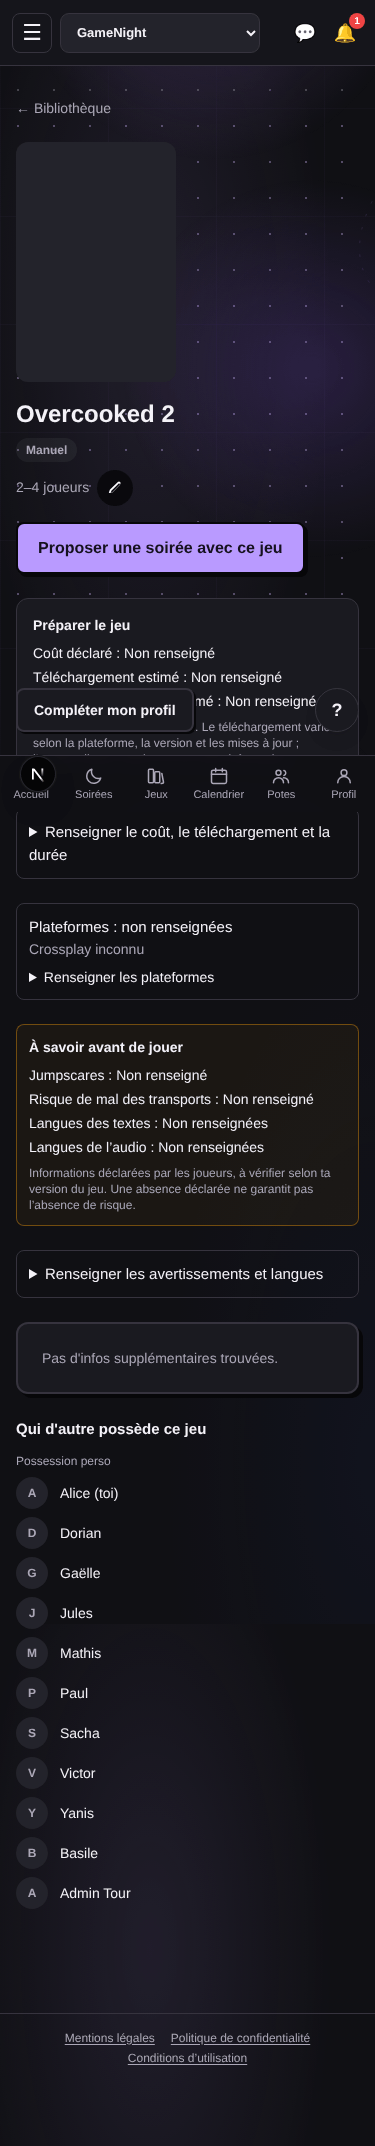 ☰ GameNight 💬 🔔 1
← Bibliothèque
Overcooked 2
Manuel
2–4 joueurs
Proposer une soirée avec ce jeu
Préparer le jeu
Coût déclaré : Non renseigné
Téléchargement estimé : Non renseigné
mé : Non renseigné
Compléter mon profil
?
. Le téléchargement varie
selon la plateforme, la version et les mises à jour ;
N
Accueil Soirées Jeux Calendrier Potes Profil
▶ Renseigner le coût, le téléchargement et la
durée
Plateformes : non renseignées
Crossplay inconnu
▶ Renseigner les plateformes
À savoir avant de jouer
Jumpscares : Non renseigné
Risque de mal des transports : Non renseigné
Langues des textes : Non renseignées
Langues de l’audio : Non renseignées
Informations déclarées par les joueurs, à vérifier selon ta
version du jeu. Une absence déclarée ne garantit pas
l’absence de risque.
▶ Renseigner les avertissements et langues
Pas d'infos supplémentaires trouvées.
Qui d'autre possède ce jeu
Possession perso
A Alice (toi)
D Dorian
G Gaëlle
J Jules
M Mathis
P Paul
S Sacha
V Victor
Y Yanis
B Basile
A Admin Tour
Mentions légales Politique de confidentialité
Conditions d’utilisation